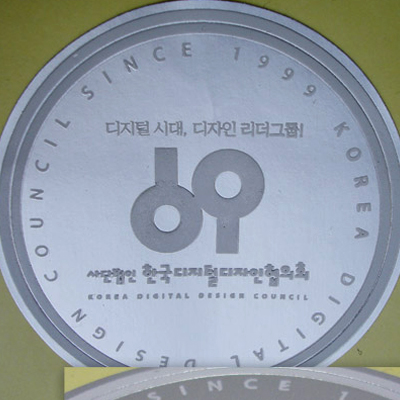 KOREA DIGITAL DESIGN COUNCIL SINCE 1999
디지털 시대, 디자인 리더그룹!
사단법인 한국디지털디자인협의회
KOREA DIGITAL DESIGN COUNCIL
SINCE 1